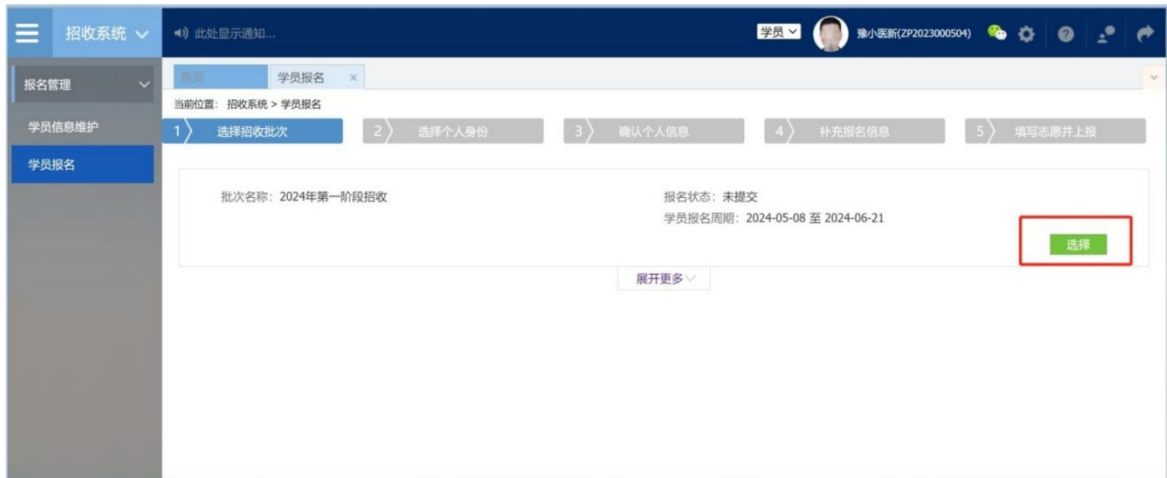 招收系统
此处显示通知...
学员
豫小医新(ZP2023000504)
报名管理
首页
学员报名 ×
当前位置： 招收系统 > 学员报名
学员信息维护
学员报名
1 选择招收批次
2 选择个人身份
3 确认个人信息
4 补充报名信息
5 填写志愿并上报
批次名称：2024年第一阶段招收
报名状态：未提交
学员报名周期：2024-05-08 至 2024-06-21
选择
展开更多